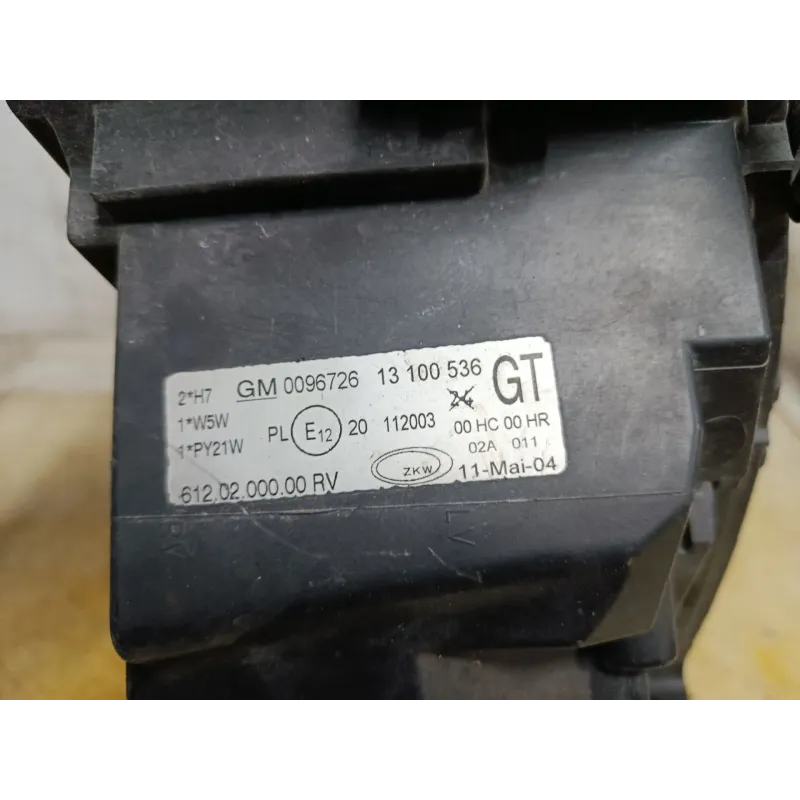 2*H7 GM 0096726 13 100 536 GT
1*W5W
1*PY21W PL E12 20 112003 24 00 HC 00 HR
02A 011
612.02.000.00 RV ZKW 11-Mai-04
LV